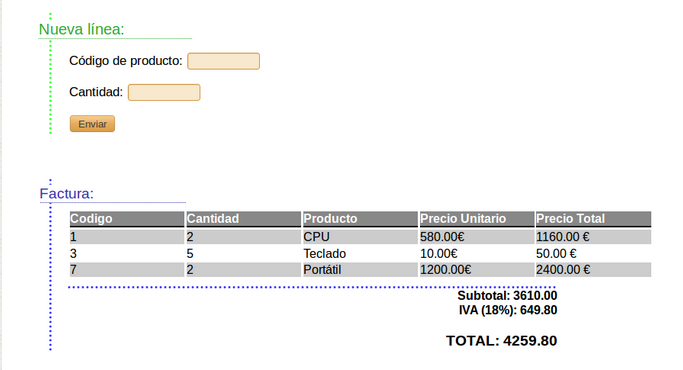 Nueva línea:
Código de producto:
Cantidad:
Enviar
Factura:
Codigo Cantidad Producto Precio Unitario Precio Total
1 2 CPU 580.00€ 1160.00 €
3 5 Teclado 10.00€ 50.00 €
7 2 Portátil 1200.00€ 2400.00 €
Subtotal: 3610.00
IVA (18%): 649.80
TOTAL: 4259.80